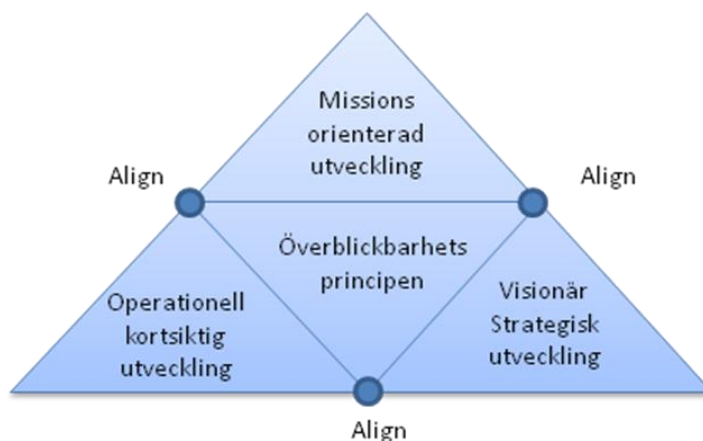 Missions
orienterad
utveckling
Align
Align
Överblickbarhets
principen
Operationell
kortsiktig
utveckling
Visionär
Strategisk
utveckling
Align